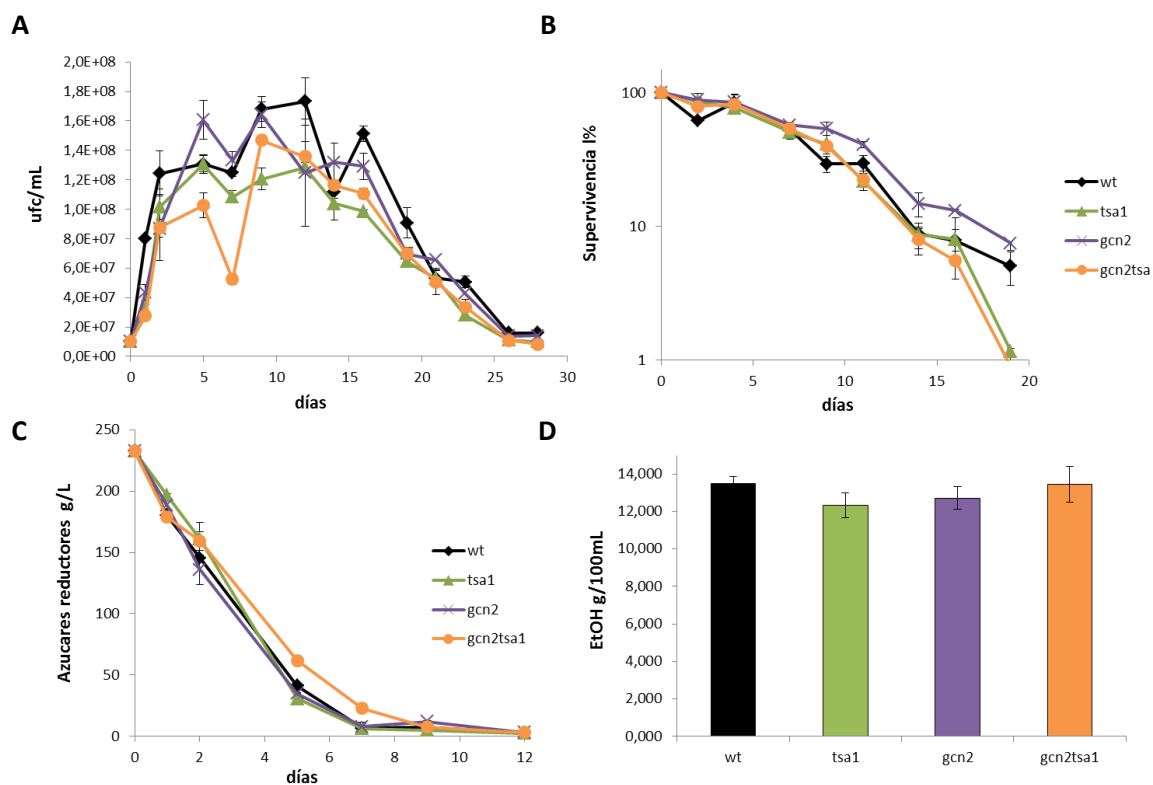 A
ufc/mL
2,0E+08
1,8E+08
1,6E+08
1,4E+08
1,2E+08
1,0E+08
8,0E+07
6,0E+07
4,0E+07
2,0E+07
0,0E+00
0 5 10 15 20 25 30
días
B
Supervivencia I%
100
10
1
0 5 10 15 20
días
wt
tsa1
gcn2
gcn2tsa
C
Azucares reductores g/L
250
200
150
100
50
0
0 2 4 6 8 10 12
días
wt
tsa1
gcn2
gcn2tsa1
D
EtOH g/100mL
14,000
12,000
10,000
8,000
6,000
4,000
2,000
0,000
wt tsa1 gcn2 gcn2tsa1